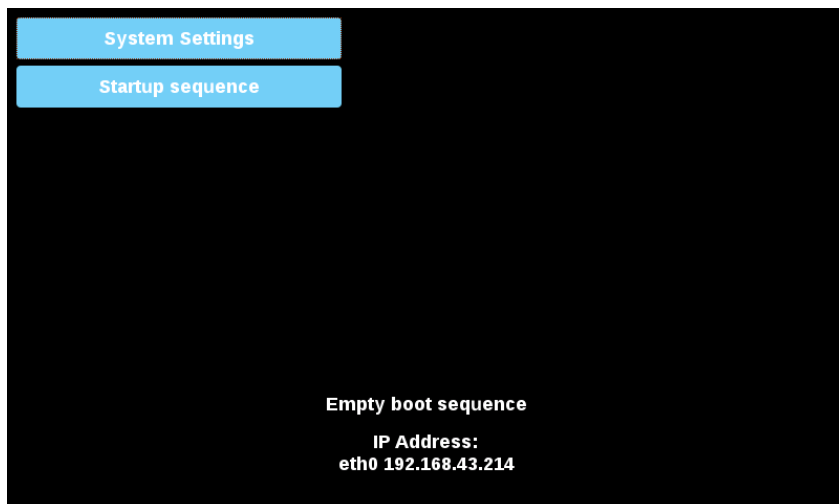 System Settings
Startup sequence
Empty boot sequence
IP Address:
eth0 192.168.43.214